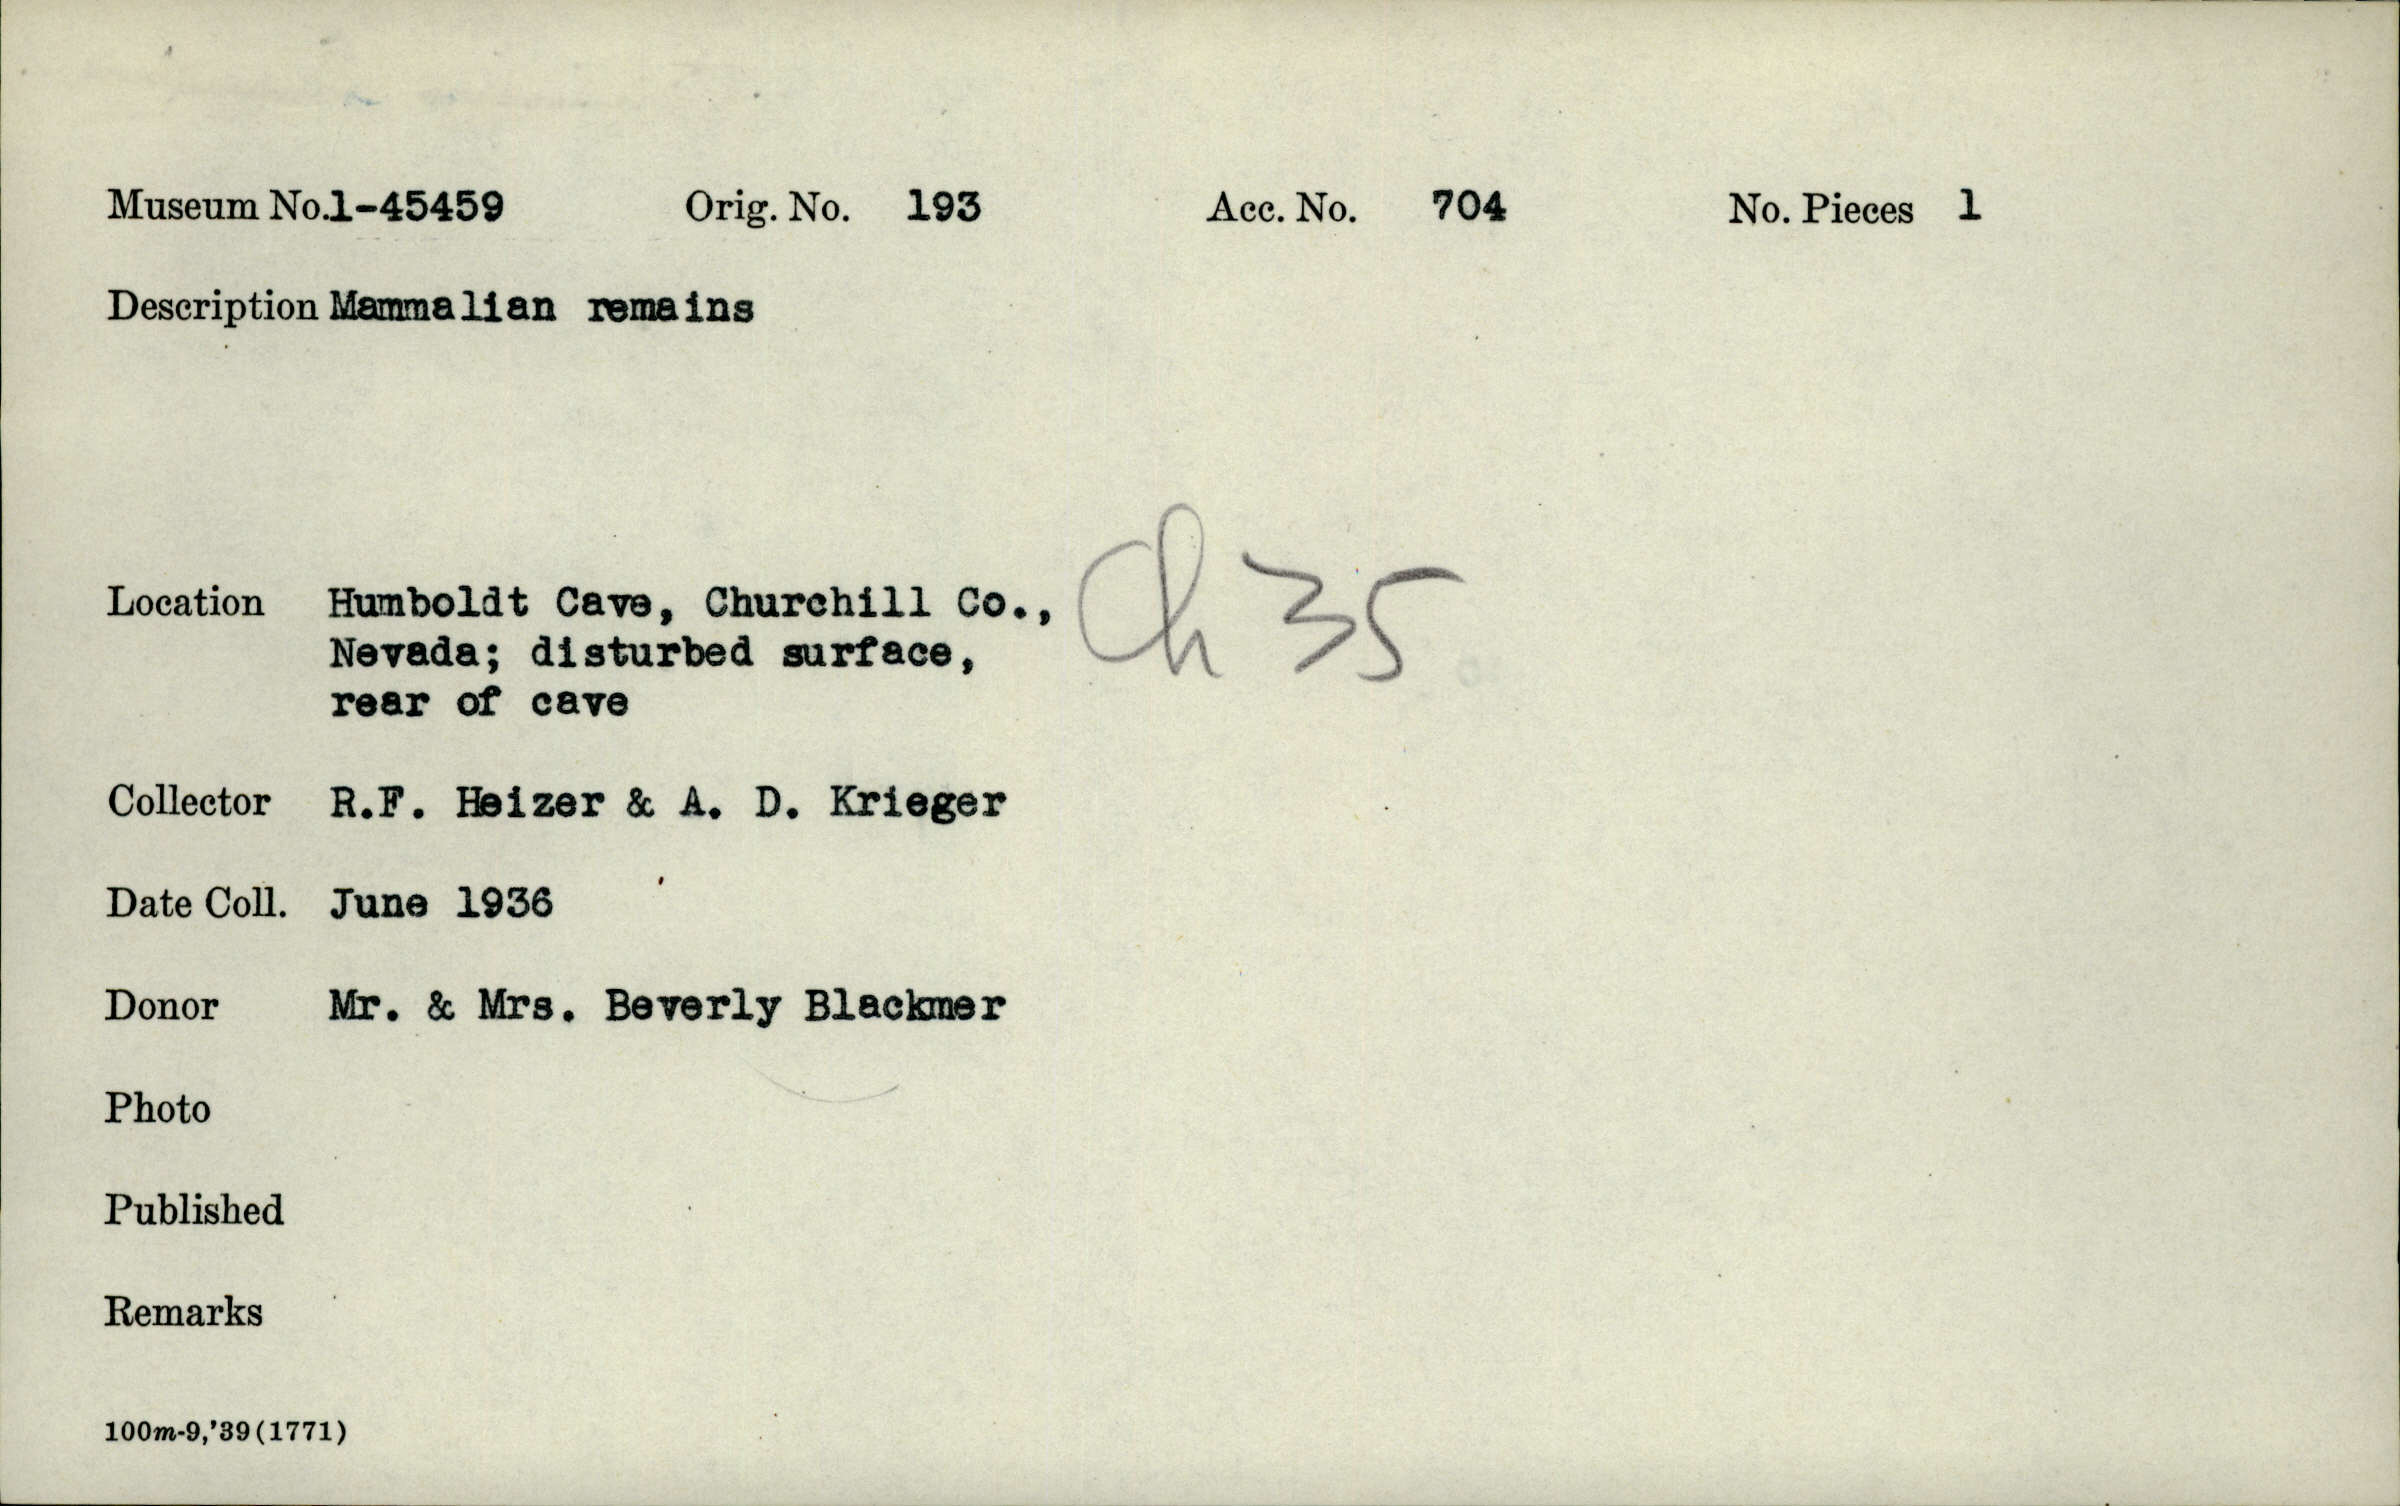 Museum No.1-45459 Orig. No. 193 Acc. No. 704 No. Pieces 1
Description Mammalian remains
Location Humboldt Cave, Churchill Co., Ch 35
Nevada; disturbed surface,
rear of cave
Collector R.F. Heizer & A. D. Krieger
Date Coll. June 1936
Donor Mr. & Mrs. Beverly Blackmer
Photo
Published
Remarks
100m-9,'39(1771)